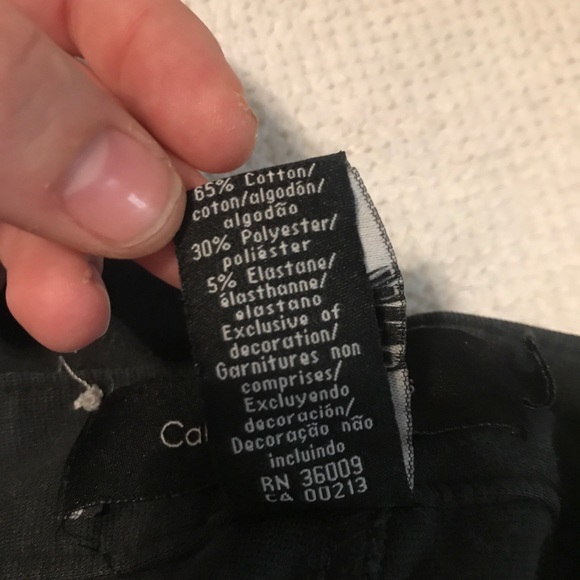 65% Cotton/
coton/algodón/
algodão
30% Polyester/
poliéster
5% Elastane/
élasthanne/
elastano
Exclusive of
decoration/
Garnitures non
comprises/
Excluyendo
decoración/
Decoração não
incluindo
RN 36009
CA 00213
Cal